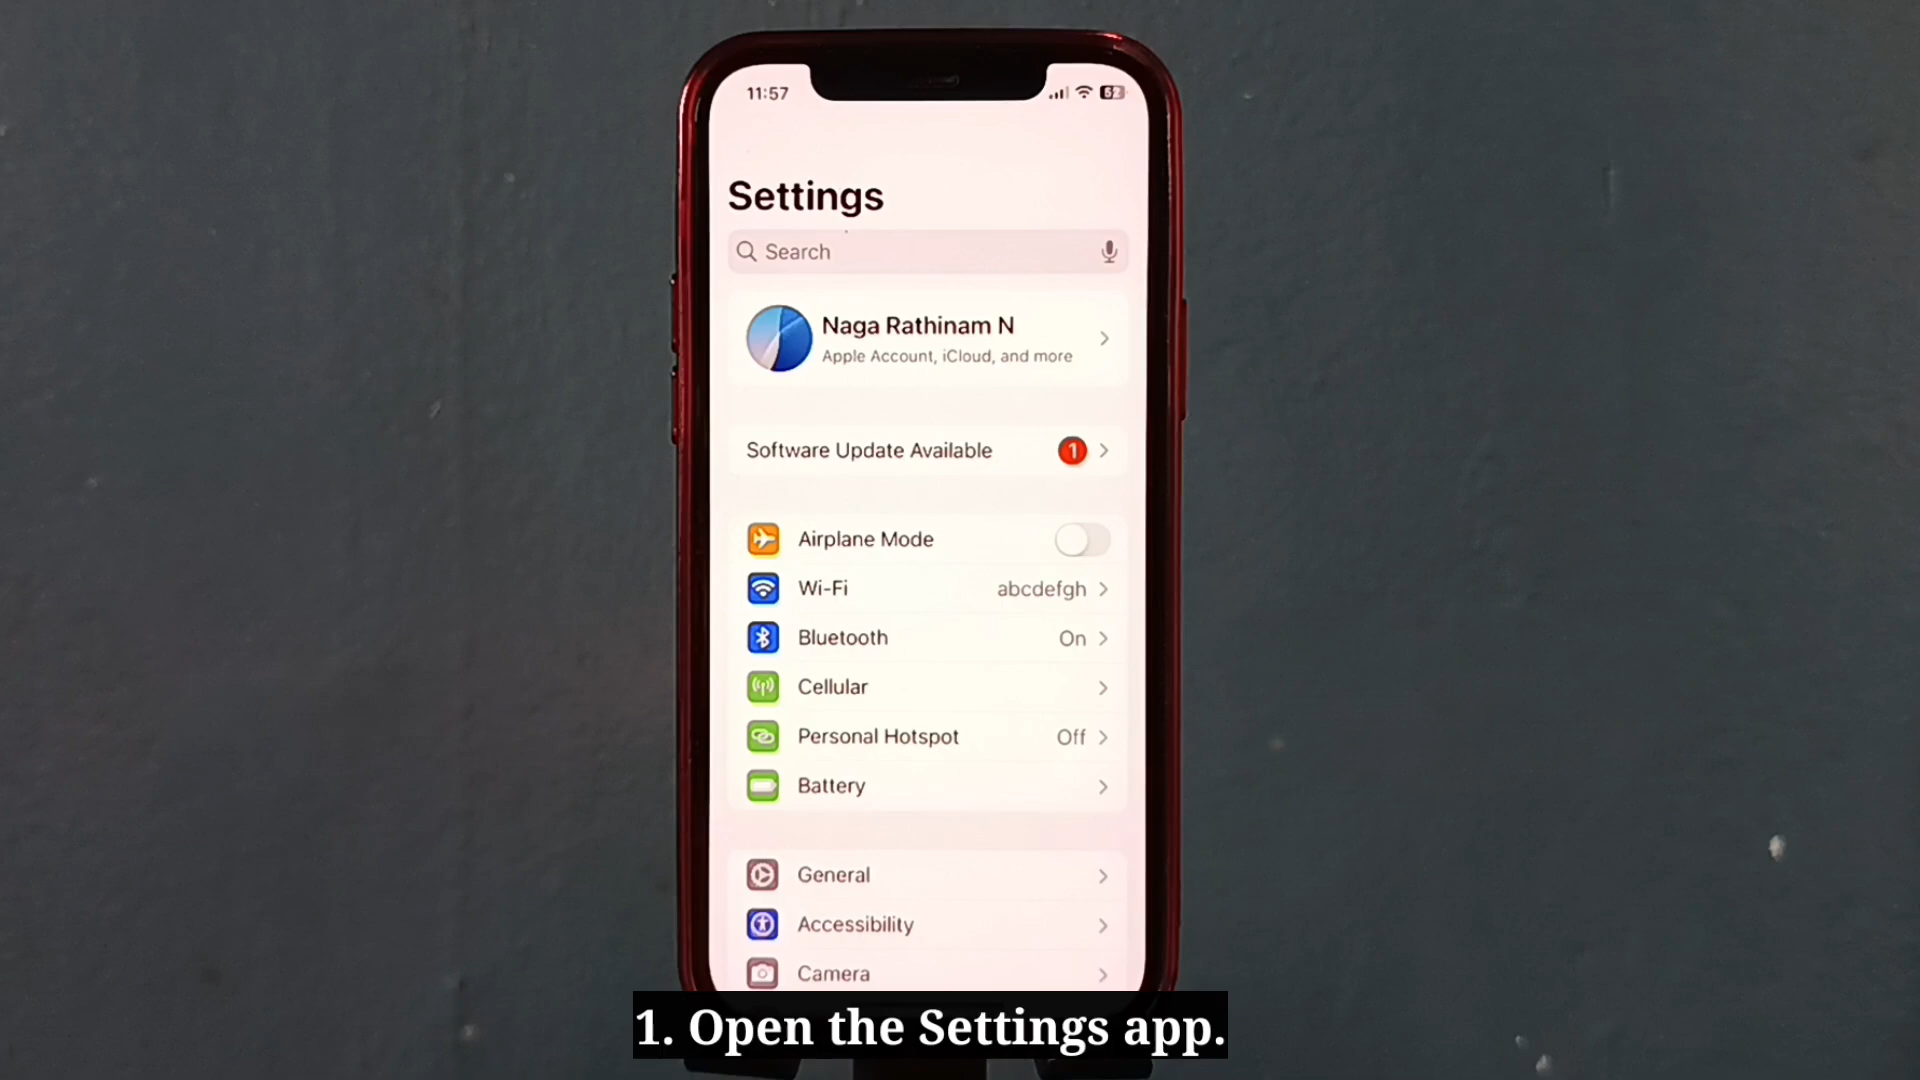 11:57
62
Settings
Search
Naga Rathinam N
Apple Account, iCloud, and more
Software Update Available 1
Airplane Mode
Wi-Fi abcdefgh
Bluetooth On
Cellular
Personal Hotspot Off
Battery
General
Accessibility
Camera
1. Open the Settings app.